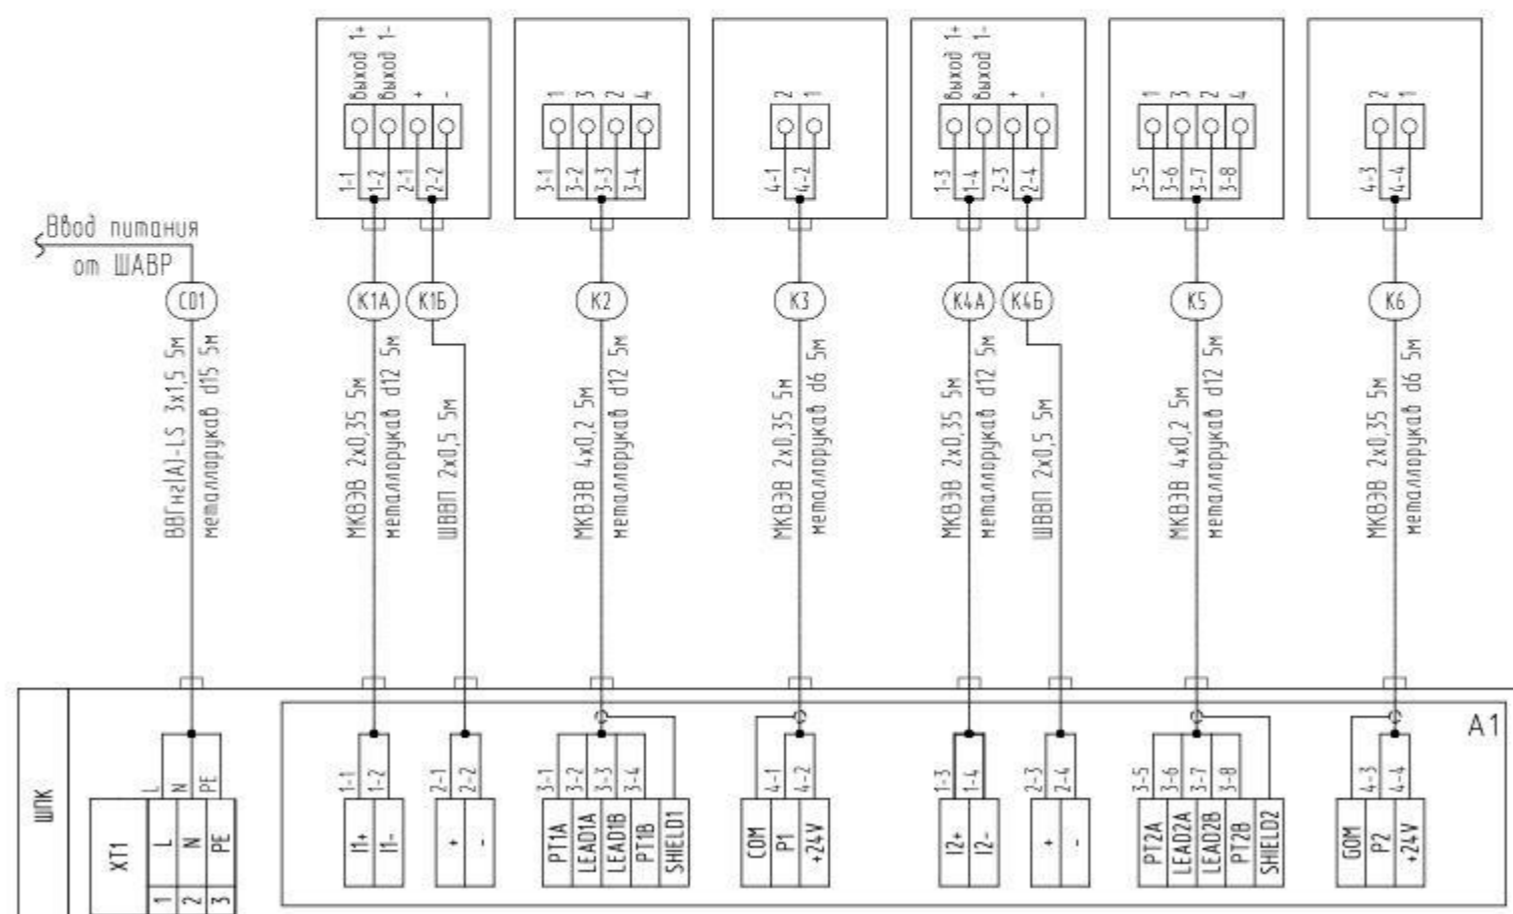 выход 1+
выход 1-
+
-
1
3
2
4
2
1
выход 1+
выход 1-
+
-
1
3
2
4
2
1
1-1
1-2
2-1
2-2
3-1
3-2
3-3
3-4
4-1
4-2
1-3
1-4
2-3
2-4
3-5
3-6
3-7
3-8
4-3
4-4
Ввод питания
от ШАВР
С01
К1А
К1Б
К2
К3
К4А
К4Б
К5
К6
ВВГнг(А)-LS 3х1,5 5м
металлорукав d15 5м
МКВЭВ 2х0,35 5м
металлорукав d12 5м
ШВВП 2х0,5 5м
МКВЭВ 4х0,2 5м
металлорукав d12 5м
МКВЭВ 2х0,35 5м
металлорукав d6 5м
МКВЭВ 2х0,35 5м
металлорукав d12 5м
ШВВП 2х0,5 5м
МКВЭВ 4х0,2 5м
металлорукав d12 5м
МКВЭВ 2х0,35 5м
металлорукав d6 5м
ШПК
А1
L
N
PE
1-1
1-2
2-1
2-2
3-1
3-2
3-3
3-4
4-1
4-2
1-3
1-4
2-3
2-4
3-5
3-6
3-7
3-8
4-3
4-4
XT1
L
N
PE
1
2
3
I1+
I1-
+
-
PT1A
LEAD1A
LEAD1B
PT1B
SHIELD1
COM
P1
+24V
I2+
I2-
+
-
PT2A
LEAD2A
LEAD2B
PT2B
SHIELD2
GOM
P2
+24V